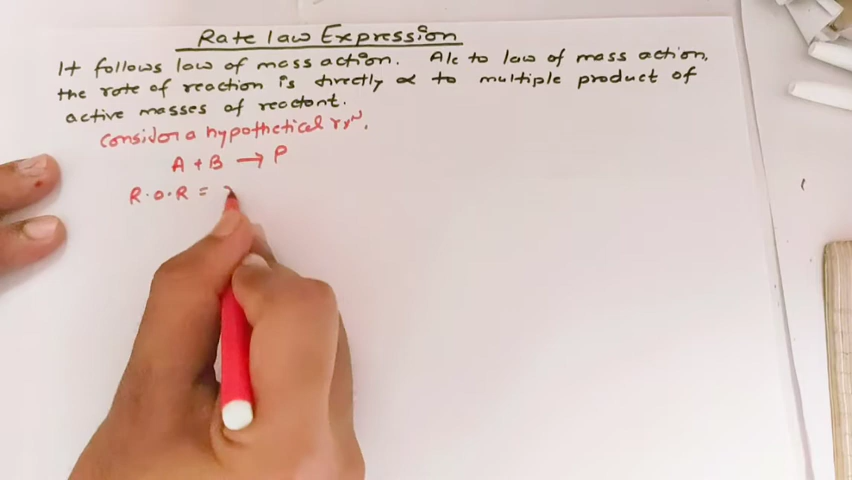 Rate law Expression
It follows law of mass action. A/c to law of mass action,
the rate of reaction is directly ∝ to multiple product of
active masses of reactant.
Consider a hypothetical rxn.
A + B → P
R.O.R =